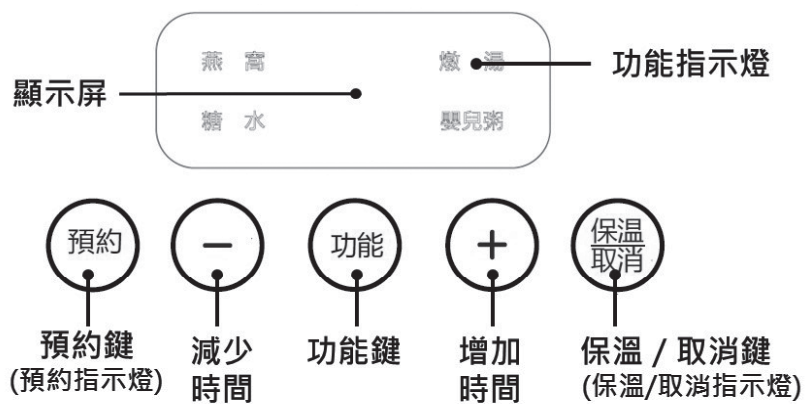 燕 窩
燉 湯
功能指示燈
顯示屏
糖 水
嬰兒粥
預約
−
功能
+
保温
取消
預約鍵
(預約指示燈)
減少
時間
功能鍵
增加
時間
保溫 / 取消鍵
(保溫/取消指示燈)